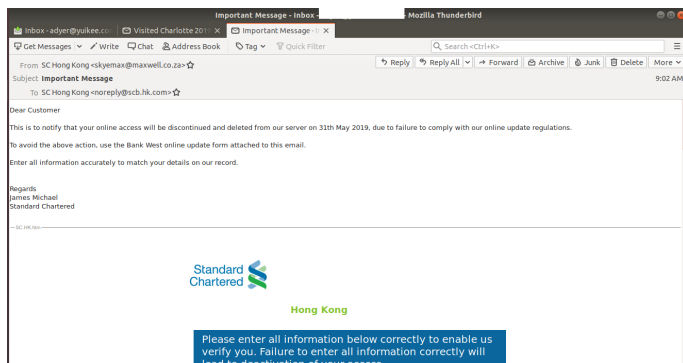 Important Message - Inbox - - Mozilla Thunderbird
Inbox - adyer@yuikee.co Visited Charlotte 201 Important Message -
Get Messages Write Chat Address Book Tag Quick Filter Search <Ctrl+K>
From SC Hong Kong <skyemax@maxwell.co.za> Reply Reply All Forward Archive Junk Delete More
Subject Important Message 9:02 AM
To SC Hong Kong <noreply@scb.hk.com>
Dear Customer
This is to notify that your online access will be discontinued and deleted from our server on 31th May 2019, due to failure to comply with our online update regulations.
To avoid the above action, use the Bank West online update form attached to this email.
Enter all information accurately to match your details on our record.
Regards
James Michael
Standard Chartered
SC.HK.htm
Standard
Chartered
Hong Kong
Please enter all information below correctly to enable us
verify you. Failure to enter all information correctly will
lead to deactivation of your access